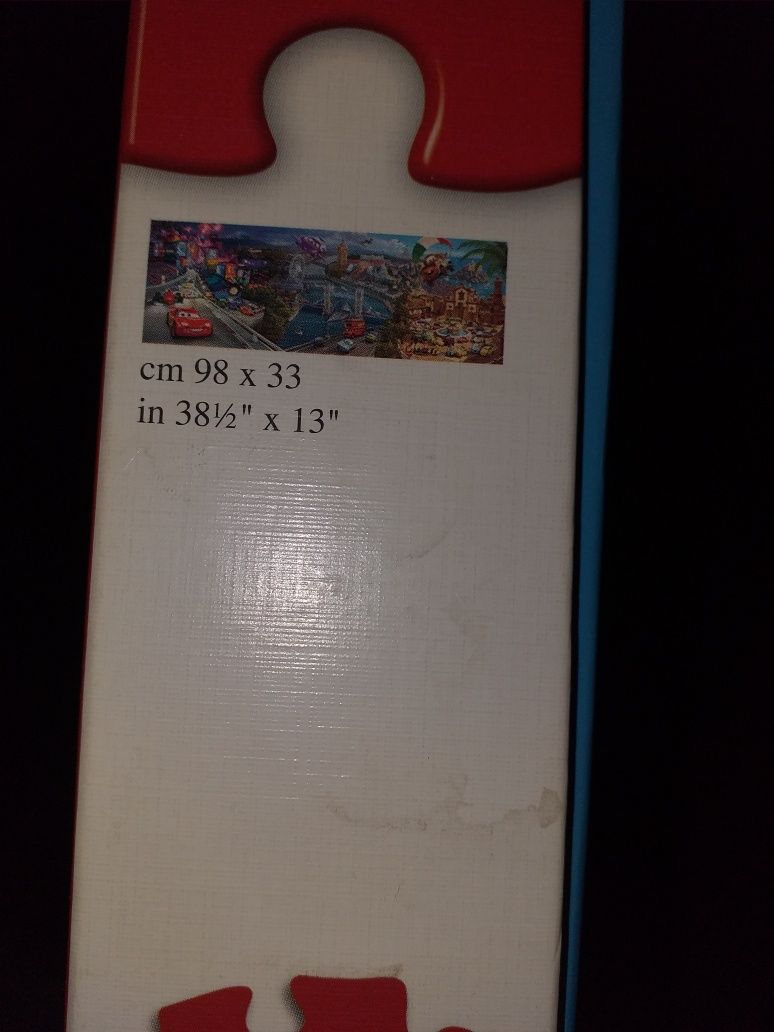 cm 98 x 33
in 38½" x 13"